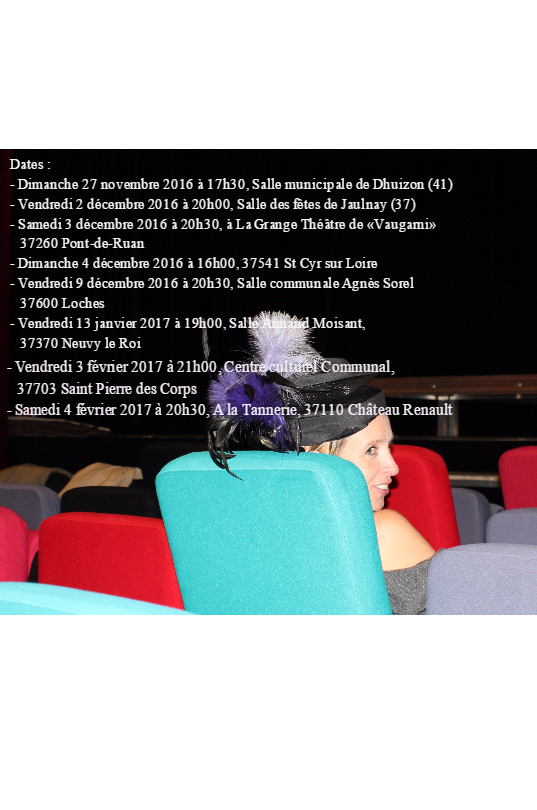 Dates :
- Dimanche 27 novembre 2016 à 17h30, Salle municipale de Dhuizon (41)
- Vendredi 2 décembre 2016 à 20h00, Salle des fêtes de Jaulnay (37)
- Samedi 3 décembre 2016 à 20h30, à La Grange Théâtre de «Vaugarni»
37260 Pont-de-Ruan
- Dimanche 4 décembre 2016 à 16h00, 37541 St Cyr sur Loire
- Vendredi 9 décembre 2016 à 20h30, Salle communale Agnès Sorel
37600 Loches
- Vendredi 13 janvier 2017 à 19h00, Salle Armand Moisant,
37370 Neuvy le Roi
- Vendredi 3 février 2017 à 21h00, Centre culturel Communal,
37703 Saint Pierre des Corps
- Samedi 4 février 2017 à 20h30, A la Tannerie, 37110 Château Renault